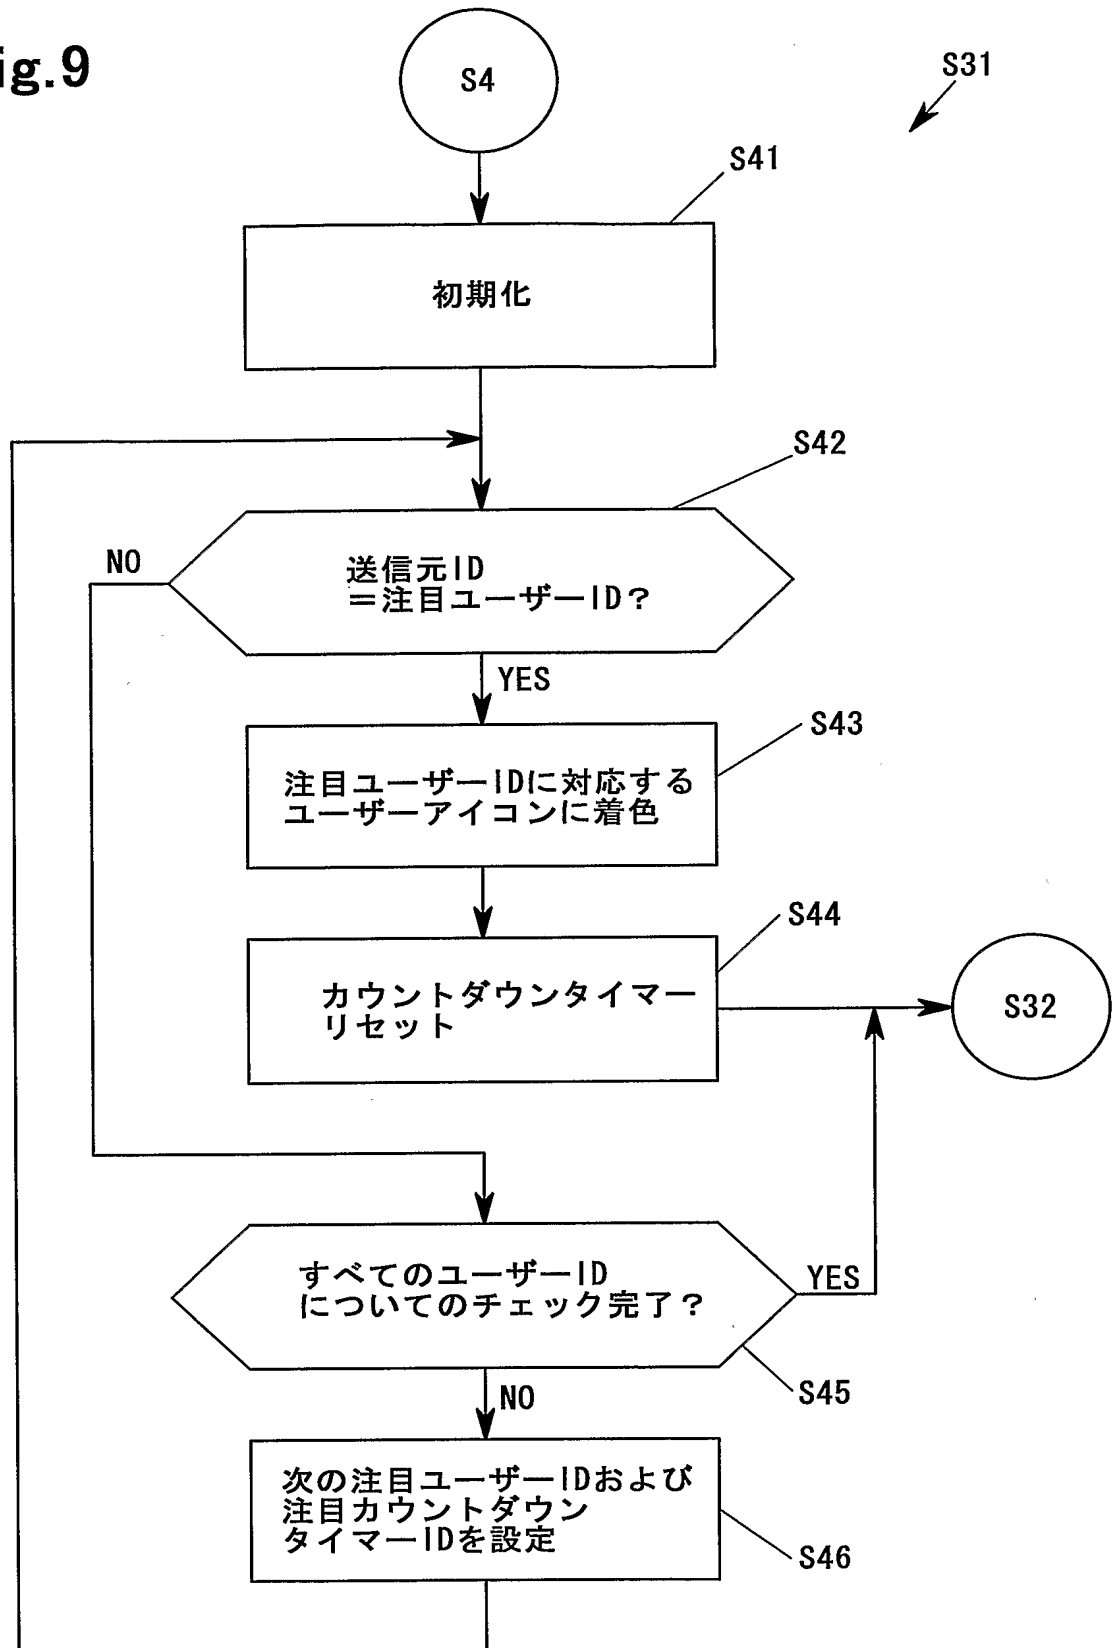 ig.9
S4
S31
S41
初期化
S42
NO
送信元ID
＝注目ユーザーID？
YES
S43
注目ユーザーIDに対応する
ユーザーアイコンに着色
S44
カウントダウンタイマー
リセット
S32
すべてのユーザーID
についてのチェック完了？
YES
S45
NO
次の注目ユーザーIDおよび
注目カウントダウン
タイマーIDを設定
S46